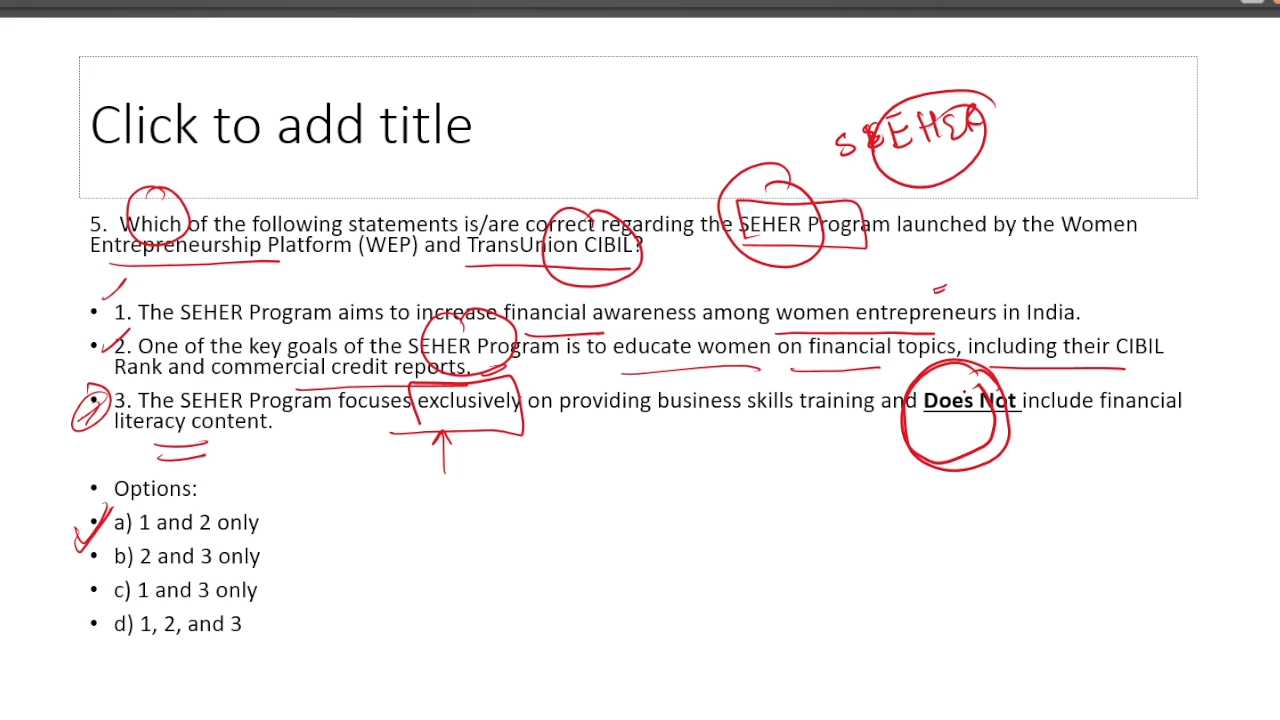 Click to add title
SEEHER
5. Which of the following statements is/are correct regarding the SEHER Program launched by the Women
Entrepreneurship Platform (WEP) and TransUnion CIBIL?
• 1. The SEHER Program aims to increase financial awareness among women entrepreneurs in India.
• 2. One of the key goals of the SEHER Program is to educate women on financial topics, including their CIBIL
Rank and commercial credit reports.
• 3. The SEHER Program focuses exclusively on providing business skills training and Does Not include financial
literacy content.
• Options:
• a) 1 and 2 only
• b) 2 and 3 only
• c) 1 and 3 only
• d) 1, 2, and 3